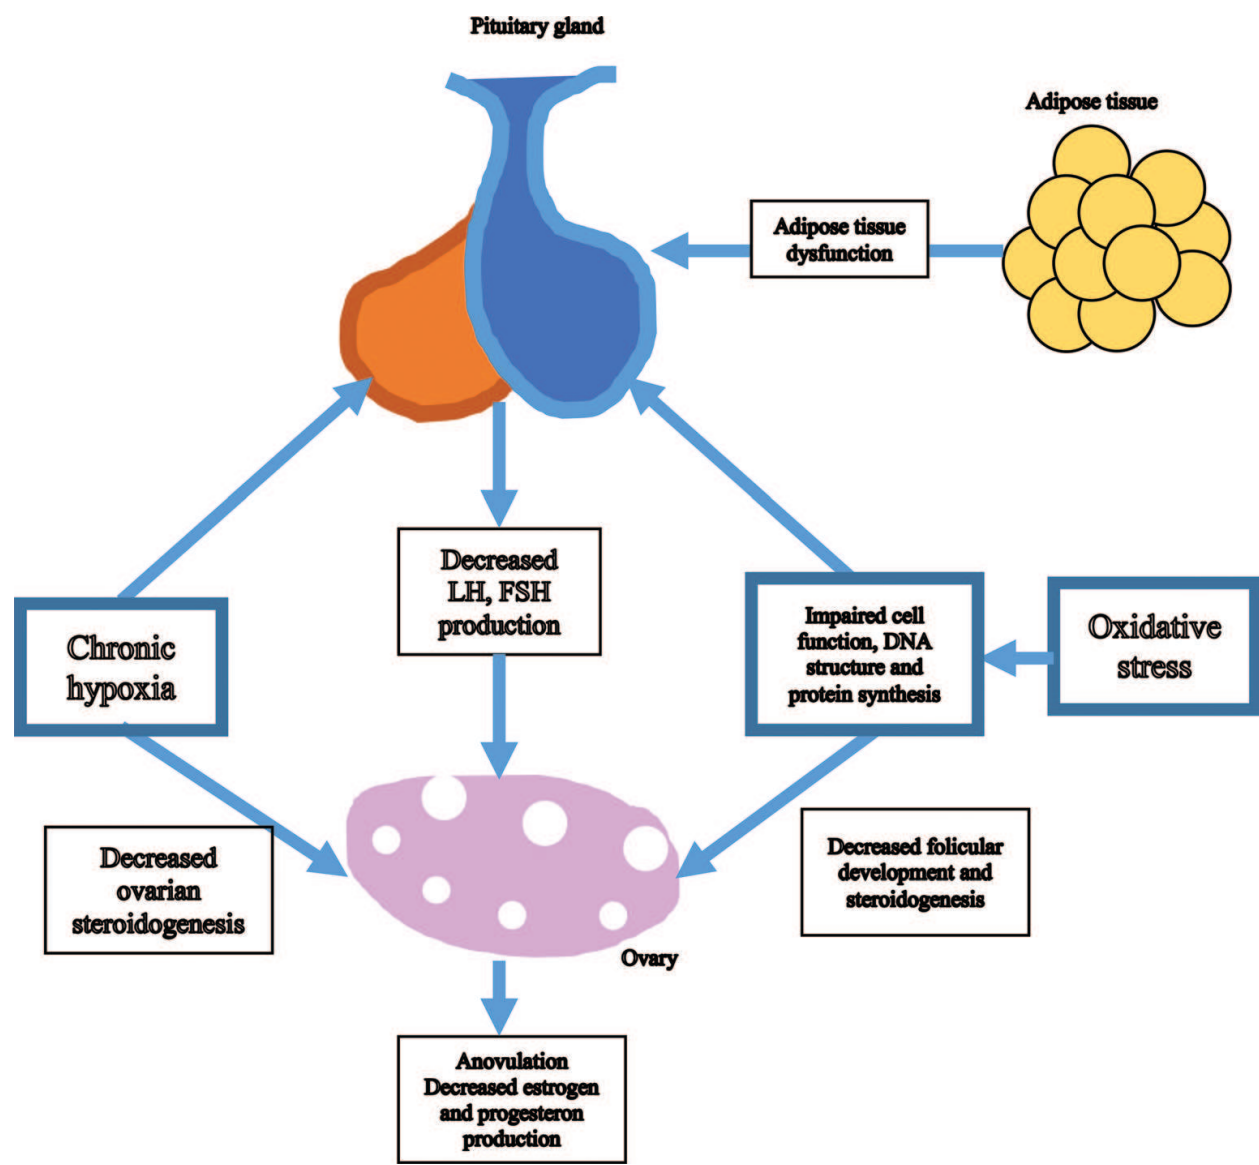 Pituitary gland
Adipose tissue
Adipose tissue
dysfunction
Decreased
LH, FSH
production
Chronic
hypoxia
Impaired cell
function, DNA
structure and
protein synthesis
Oxidative
stress
Decreased
ovarian
steroidogenesis
Decreased folicular
development and
steroidogenesis
Ovary
Anovulation
Decreased estrogen
and progesteron
production